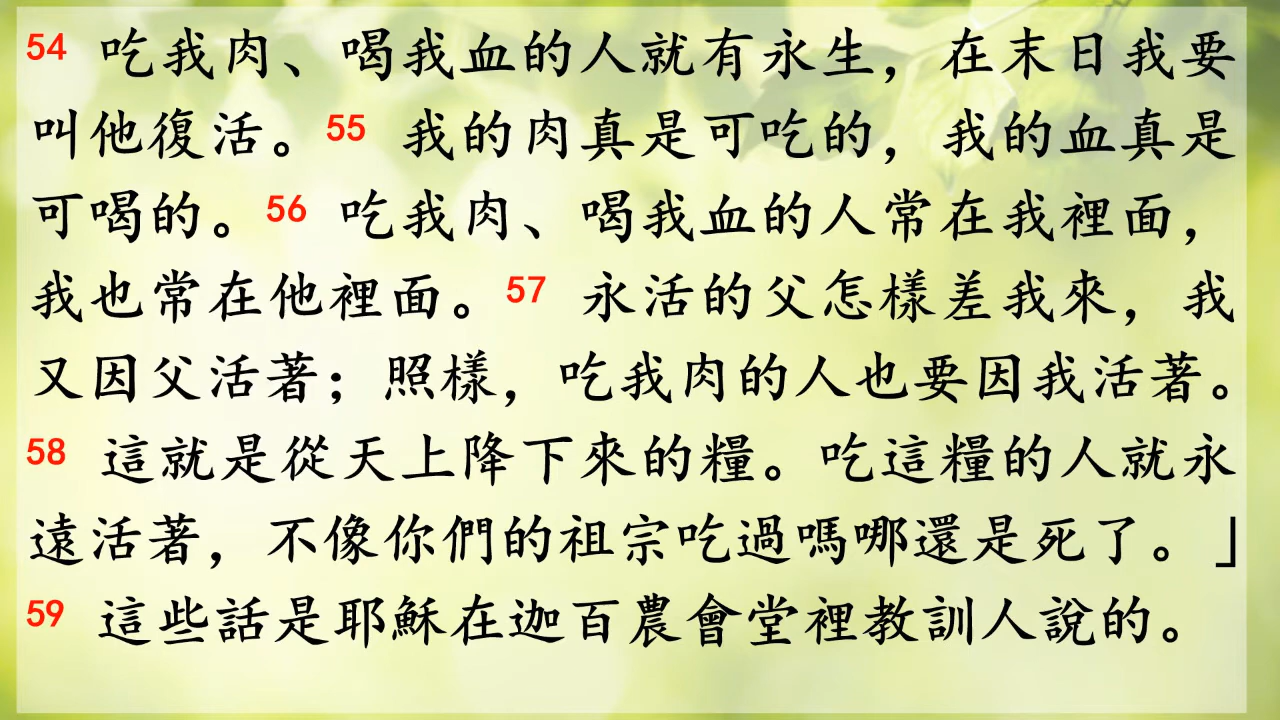 54 吃我肉、喝我血的人就有永生，在末日我要
叫他復活。55 我的肉真是可吃的，我的血真是
可喝的。56 吃我肉、喝我血的人常在我裡面，
我也常在他裡面。57 永活的父怎樣差我來，我
又因父活著；照樣，吃我肉的人也要因我活著。
58 這就是從天上降下來的糧。吃這糧的人就永
遠活著，不像你們的祖宗吃過嗎哪還是死了。」
59 這些話是耶穌在迦百農會堂裡教訓人說的。